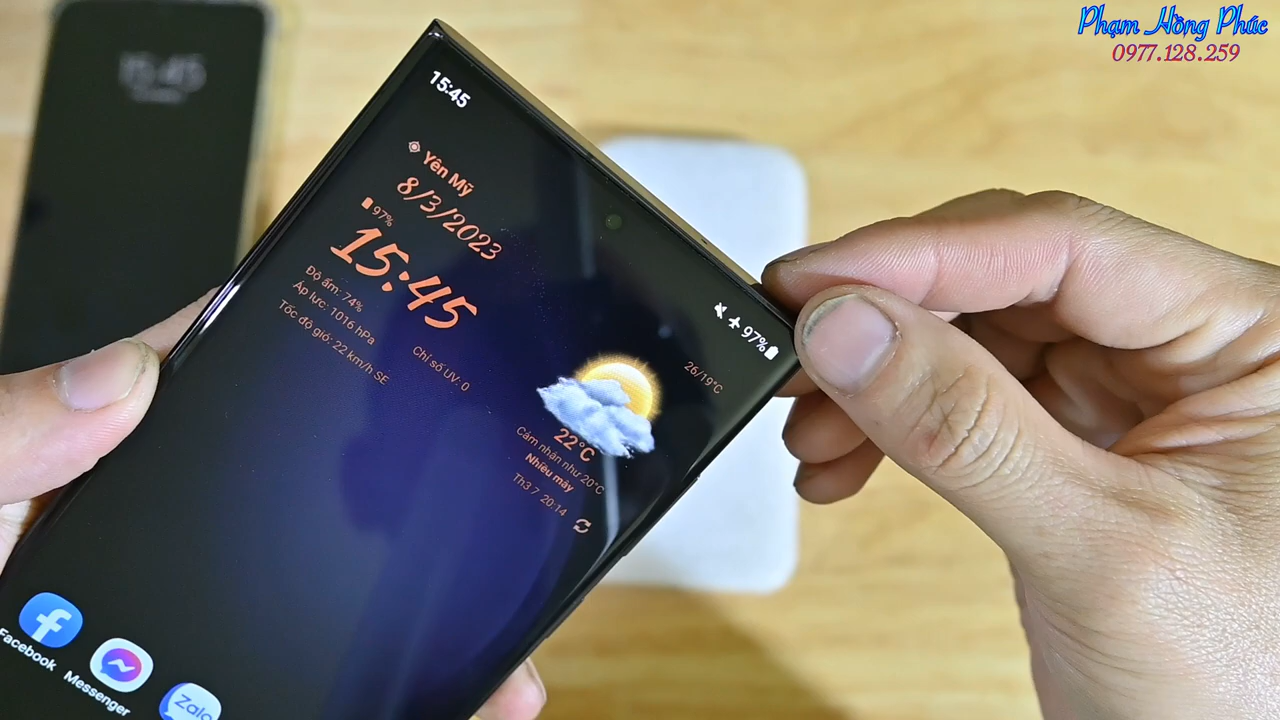 Phạm Hồng Phúc
0977.128.259
15:45
15:45
97%
Yên Mỹ
8/3/2023
97%
15:45
Độ ẩm: 74%
Áp lực : 1016 hPa
Tốc độ gió: 22 km/h SE
Chỉ số UV: 0
26/19°C
22°C
Cảm nhận như 20°C
Nhiều mây
Th3 7 20:14
Facebook
Messenger
Zalo